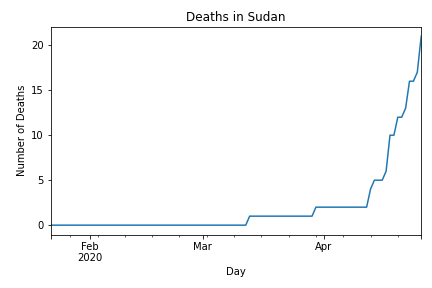 Deaths in Sudan
Number of Deaths
20
15
10
5
0
Feb
2020
Mar
Apr
Day